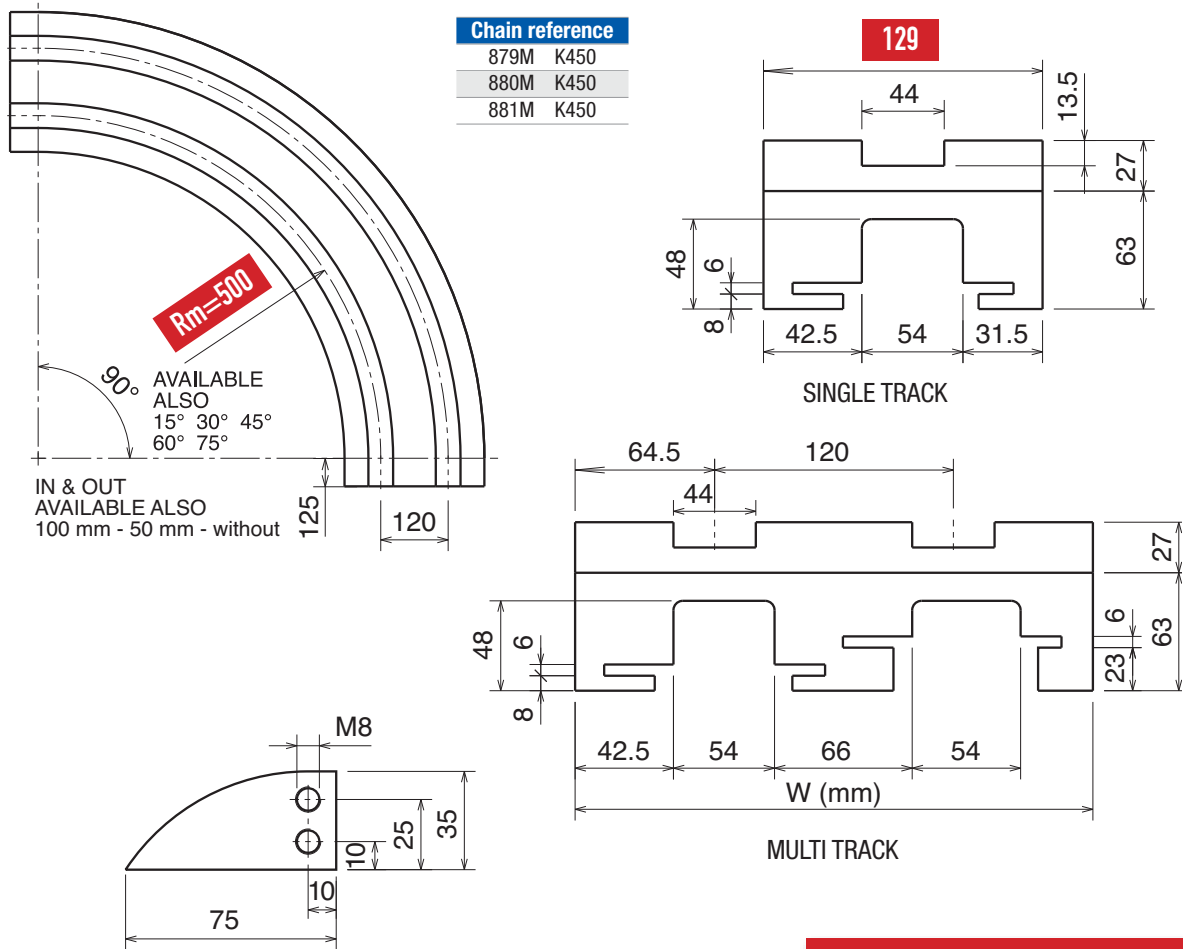 Chain reference
879M K450
880M K450
881M K450
Rm=500
90°
AVAILABLE
ALSO
15° 30° 45°
60° 75°
IN & OUT
AVAILABLE ALSO
100 mm - 50 mm - without
125
120
129
44
13.5
27
63
48
6
8
42.5
54
31.5
SINGLE TRACK
64.5
120
44
27
63
6
23
48
6
8
42.5
54
66
54
W (mm)
MULTI TRACK
M8
35
25
10
10
75